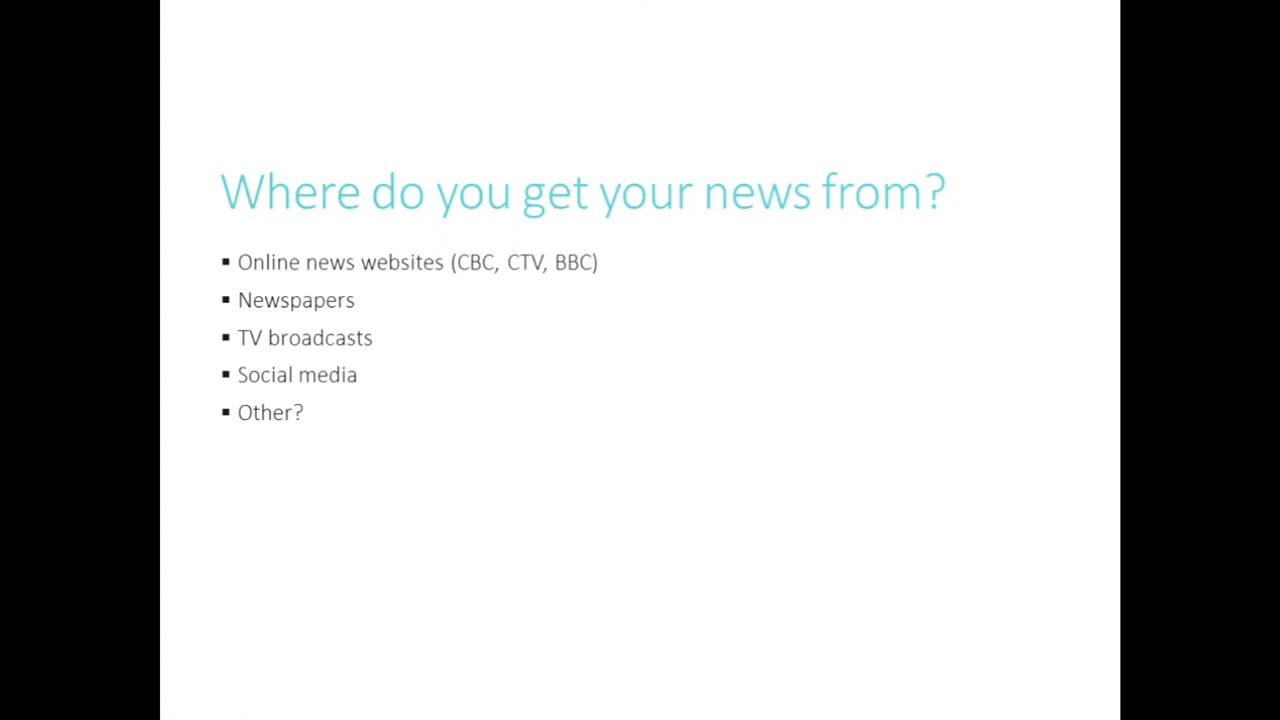 Where do you get your news from?
▪ Online news websites (CBC, CTV, BBC)
▪ Newspapers
▪ TV broadcasts
▪ Social media
▪ Other?